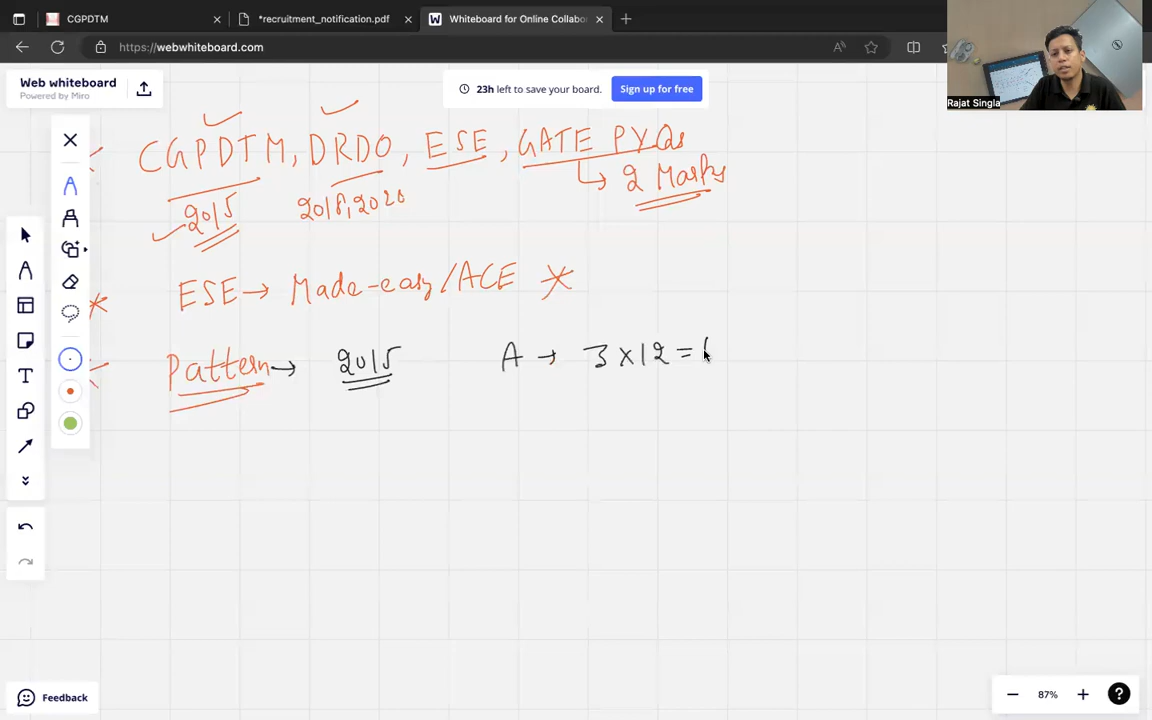 CGPDTM
*recruitment_notification.pdf
Whiteboard for Online Collabo
https://webwhiteboard.com
Rajat Singla
Web whiteboard
Powered by Miro
23h left to save your board.
Sign up for free
CGPDTM, DRDO, ESE, GATE PYQs
→ 2 Marks
2015 2018,2020
ESE → Made-easy/ACE *
*
Pattern → 2015 A → 3 x 12 =
Feedback
87%